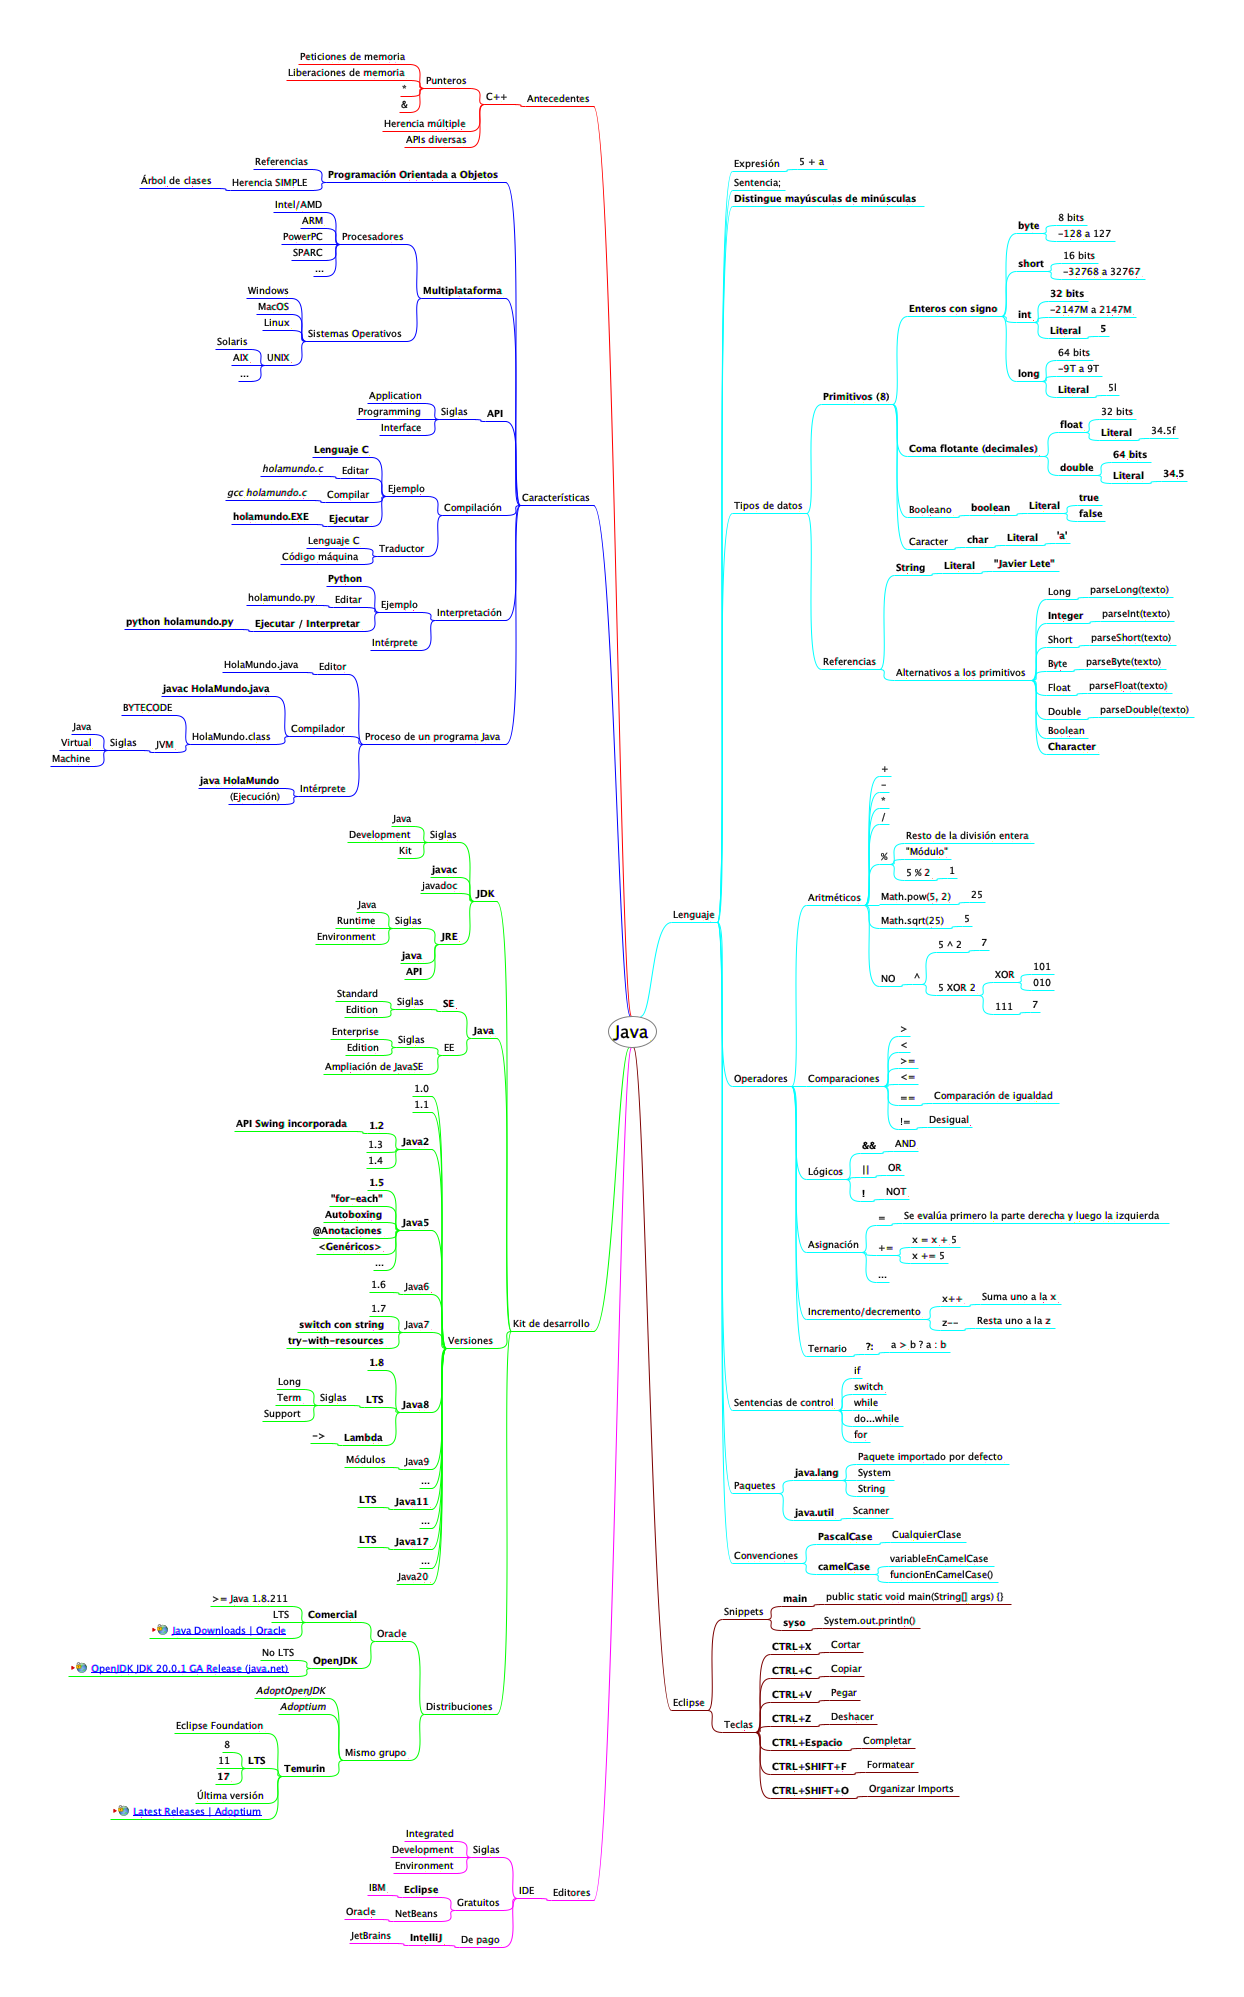 Java
Antecedentes
C++
Punteros
Peticiones de memoria
Liberaciones de memoria
*
&
Herencia múltiple
APIs diversas
Características
Programación Orientada a Objetos
Referencias
Herencia SIMPLE
Árbol de clases
Multiplataforma
Procesadores
Intel/AMD
ARM
PowerPC
SPARC
...
Sistemas Operativos
Windows
MacOS
Linux
UNIX
Solaris
AIX
...
API
Siglas
Application
Programming
Interface
Compilación
Ejemplo
Lenguaje C
Editar
holamundo.c
Compilar
gcc holamundo.c
Ejecutar
holamundo.EXE
Traductor
Lenguaje C
Código máquina
Interpretación
Ejemplo
Python
Editar
holamundo.py
Ejecutar / Interpretar
python holamundo.py
Intérprete
Proceso de un programa Java
Editor
HolaMundo.java
Compilador
javac HolaMundo.java
HolaMundo.class
BYTECODE
JVM
Siglas
Java
Virtual
Machine
Intérprete
java HolaMundo
(Ejecución)
Kit de desarrollo
JDK
Siglas
Java
Development
Kit
javac
javadoc
JRE
Siglas
Java
Runtime
Environment
java
API
Java
SE
Siglas
Standard
Edition
EE
Siglas
Enterprise
Edition
Ampliación de JavaSE
Versiones
1.0
1.1
Java2
1.2
API Swing incorporada
1.3
1.4
Java5
1.5
"for-each"
Autoboxing
@Anotaciones
<Genéricos>
...
Java6
1.6
Java7
1.7
switch con string
try-with-resources
Java8
1.8
LTS
Siglas
Long
Term
Support
Lambda
->
Java9
Módulos
...
Java11
LTS
...
Java17
LTS
...
Java20
Distribuciones
Oracle
Comercial
>= Java 1.8.211
LTS
Java Downloads | Oracle
OpenJDK
No LTS
OpenJDK JDK 20.0.1 GA Release (java.net)
Mismo grupo
AdoptOpenJDK
Adoptium
Temurin
Eclipse Foundation
LTS
8
11
17
Última versión
Latest Releases | Adoptium
Editores
IDE
Siglas
Integrated
Development
Environment
Gratuitos
Eclipse
IBM
NetBeans
Oracle
De pago
IntelliJ
JetBrains
Lenguaje
Expresión
5 + a
Sentencia;
Distingue mayúsculas de minúsculas
Tipos de datos
Primitivos (8)
Enteros con signo
byte
8 bits
-128 a 127
short
16 bits
-32768 a 32767
int
32 bits
-2147M a 2147M
Literal
5
long
64 bits
-9T a 9T
Literal
5l
Coma flotante (decimales)
float
32 bits
Literal
34.5f
double
64 bits
Literal
34.5
Booleano
boolean
Literal
true
false
Caracter
char
Literal
'a'
Referencias
String
Literal
"Javier Lete"
Alternativos a los primitivos
Long
parseLong(texto)
Integer
parseInt(texto)
Short
parseShort(texto)
Byte
parseByte(texto)
Float
parseFloat(texto)
Double
parseDouble(texto)
Boolean
Character
Operadores
Aritméticos
+
-
*
/
%
Resto de la división entera
"Módulo"
5 % 2
1
Math.pow(5, 2)
25
Math.sqrt(25)
5
NO
^
5 ^ 2
7
5 XOR 2
XOR
101
010
111
7
Comparaciones
>
<
>=
<=
==
Comparación de igualdad
!=
Desigual
Lógicos
&&
AND
||
OR
!
NOT
Asignación
=
Se evalúa primero la parte derecha y luego la izquierda
+=
x = x + 5
x += 5
...
Incremento/decremento
x++
Suma uno a la x
z--
Resta uno a la z
Ternario
?:
a > b ? a : b
Sentencias de control
if
switch
while
do...while
for
Paquetes
java.lang
Paquete importado por defecto
System
String
java.util
Scanner
Convenciones
PascalCase
CualquierClase
camelCase
variableEnCamelCase
funcionEnCamelCase()
Eclipse
Snippets
main
public static void main(String[] args) {}
syso
System.out.println()
Teclas
CTRL+X
Cortar
CTRL+C
Copiar
CTRL+V
Pegar
CTRL+Z
Deshacer
CTRL+Espacio
Completar
CTRL+SHIFT+F
Formatear
CTRL+SHIFT+O
Organizar Imports